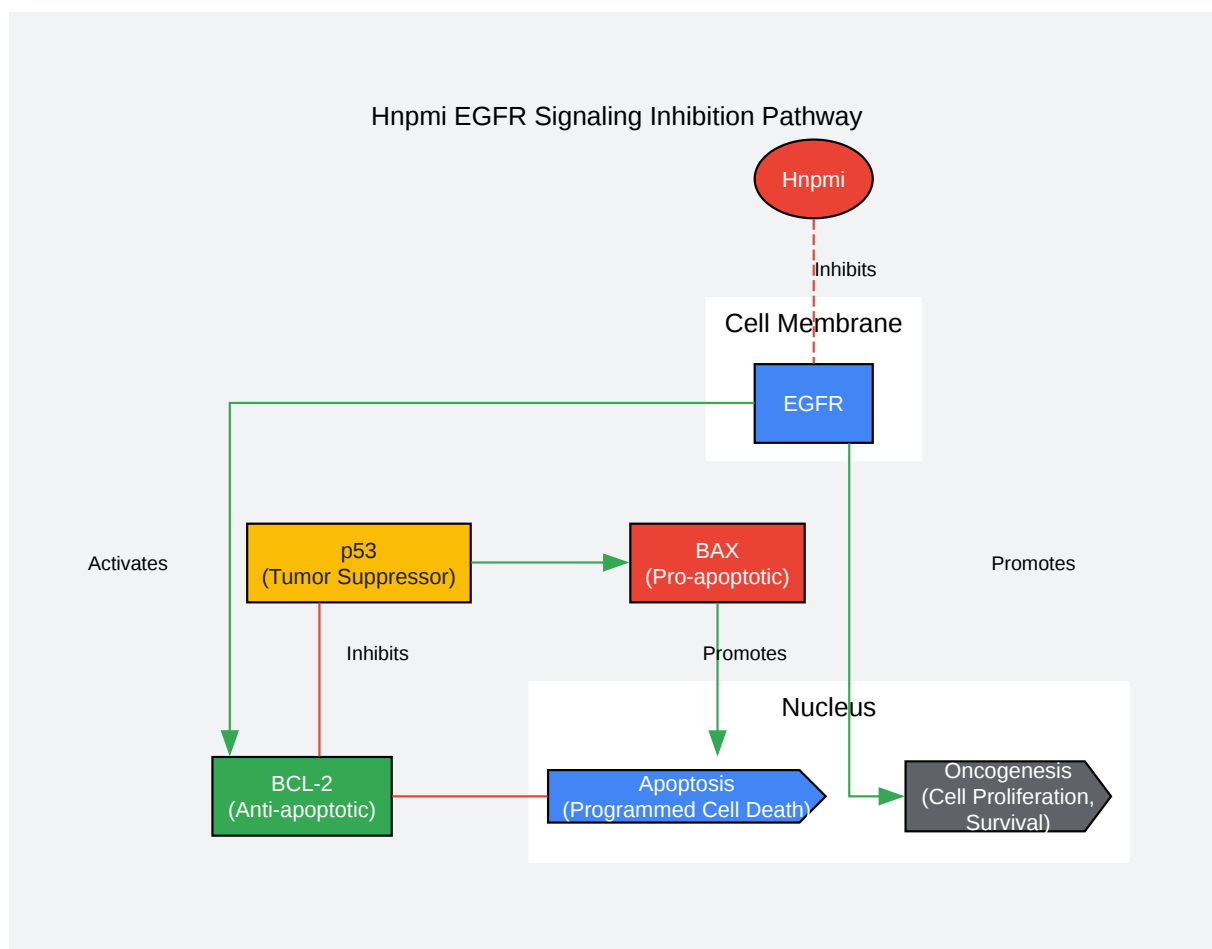 Hnpmi EGFR Signaling Inhibition Pathway
Hnpmi
Inhibits
Cell Membrane
EGFR
p53
(Tumor Suppressor)
BAX
(Pro-apoptotic)
Activates
Promotes
Inhibits
Promotes
Nucleus
BCL-2
(Anti-apoptotic)
Apoptosis
(Programmed Cell Death)
Oncogenesis
(Cell Proliferation,
Survival)